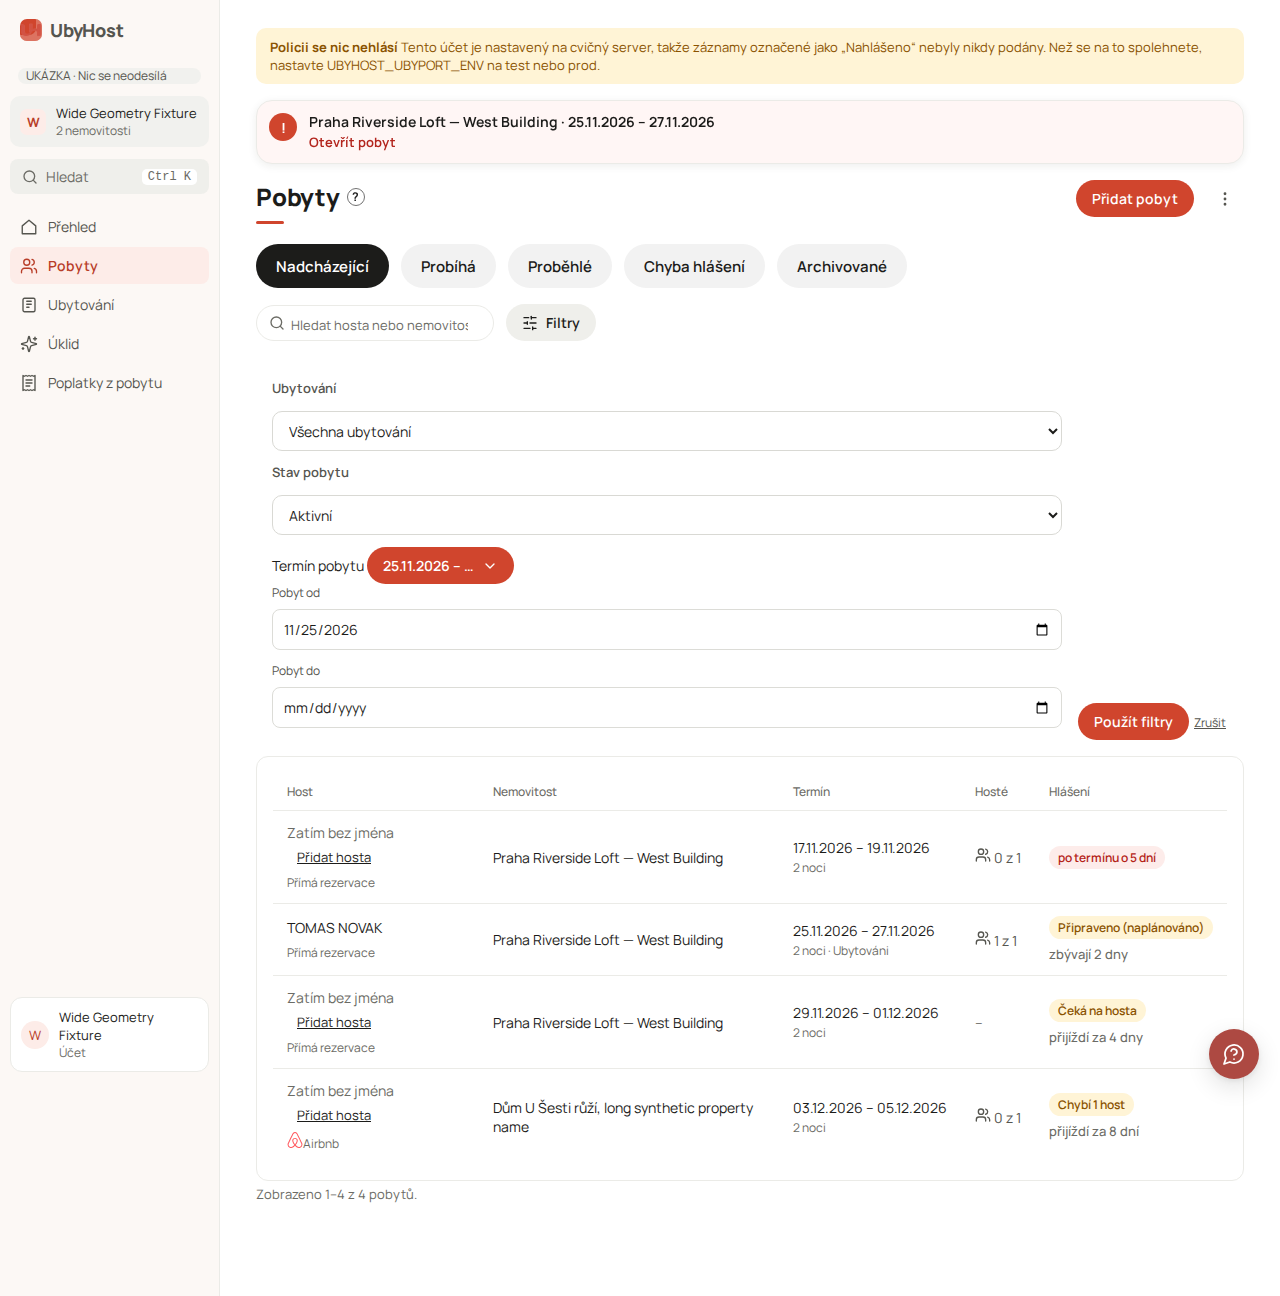 UbyHost
UKÁZKA · Nic se neodesílá
W
Wide Geometry Fixture
2 nemovitosti
Hledat
Ctrl K
Přehled
Pobyty
Ubytování
Úklid
Poplatky z pobytu
W
Wide Geometry
Fixture
Účet
Policii se nic nehlásí Tento účet je nastavený na cvičný server, takže záznamy označené jako „Nahlášeno“ nebyly nikdy podány. Než se na to spolehnete,
nastavte UBYHOST_UBYPORT_ENV na test nebo prod.
!
Praha Riverside Loft — West Building · 25.11.2026 – 27.11.2026
Otevřít pobyt
Pobyty ?
Přidat pobyt
Nadcházející
Probíhá
Proběhlé
Chyba hlášení
Archivované
Hledat hosta nebo nemovitos
Filtry
Ubytování
Všechna ubytování
Stav pobytu
Aktivní
Termín pobytu 25.11.2026 – …
Pobyt od
11/25/2026
Pobyt do
mm/dd/yyyy
Použít filtry
Zrušit
Host Nemovitost Termín Hosté Hlášení
Zatím bez jména
Přidat hosta
Přímá rezervace
Praha Riverside Loft — West Building
17.11.2026 – 19.11.2026
2 noci
0 z 1
po termínu o 5 dní
TOMAS NOVAK
Přímá rezervace
Praha Riverside Loft — West Building
25.11.2026 – 27.11.2026
2 noci · Ubytováni
1 z 1
Připraveno (naplánováno)
zbývají 2 dny
Zatím bez jména
Přidat hosta
Přímá rezervace
Praha Riverside Loft — West Building
29.11.2026 – 01.12.2026
2 noci
–
Čeká na hosta
přijíždí za 4 dny
Zatím bez jména
Přidat hosta
Airbnb
Dům U Šesti růží, long synthetic property
name
03.12.2026 – 05.12.2026
2 noci
0 z 1
Chybí 1 host
přijíždí za 8 dní
Zobrazeno 1–4 z 4 pobytů.